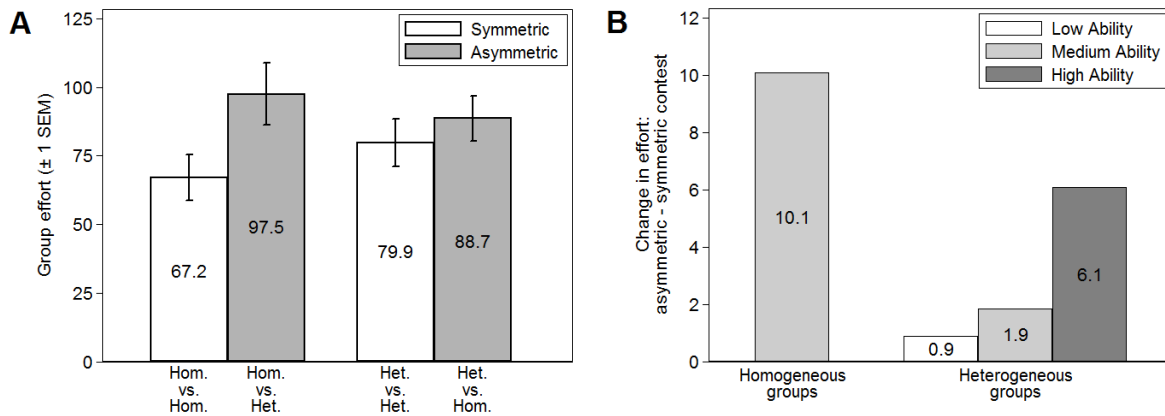 A
Group effort (± 1 SEM)
125
100
75
50
25
0
Symmetric
Asymmetric
67.2
97.5
79.9
88.7
Hom.
vs.
Hom.
Hom.
vs.
Het.
Het.
vs.
Het.
Het.
vs.
Hom.
B
Change in effort:
asymmetric - symmetric contest
12
10
8
6
4
2
0
Low Ability
Medium Ability
High Ability
10.1
0.9
1.9
6.1
Homogeneous
groups
Heterogeneous
groups